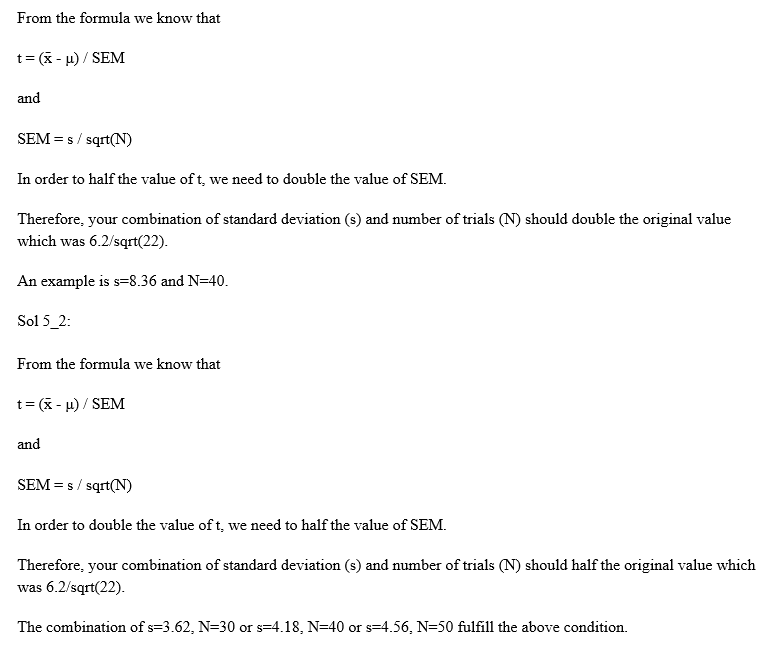 From the formula we know that
t = (x̄ - μ) / SEM
and
SEM = s / sqrt(N)
In order to half the value of t, we need to double the value of SEM.
Therefore, your combination of standard deviation (s) and number of trials (N) should double the original value
which was 6.2/sqrt(22).
An example is s=8.36 and N=40.
Sol 5_2:
From the formula we know that
t = (x̄ - μ) / SEM
and
SEM = s / sqrt(N)
In order to double the value of t, we need to half the value of SEM.
Therefore, your combination of standard deviation (s) and number of trials (N) should half the original value which
was 6.2/sqrt(22).
The combination of s=3.62, N=30 or s=4.18, N=40 or s=4.56, N=50 fulfill the above condition.